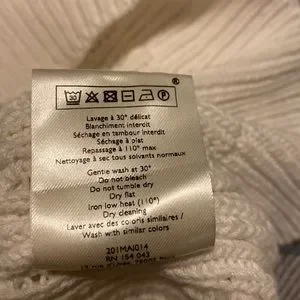 30
®
Lavage à 30° délicat
Blanchiment interdit
Séchage en tambour interdit
Séchage à plat
Repassage à 110° max
Nettoyage à sec tous solvants normaux
Gentle wash at 30°
Do not bleach
Do not tumble dry
Dry flat
Iron low heat (110°)
Dry cleaning
Laver avec des coloris similaires /
Wash with similar colors
201MAJ014
RN 154 043